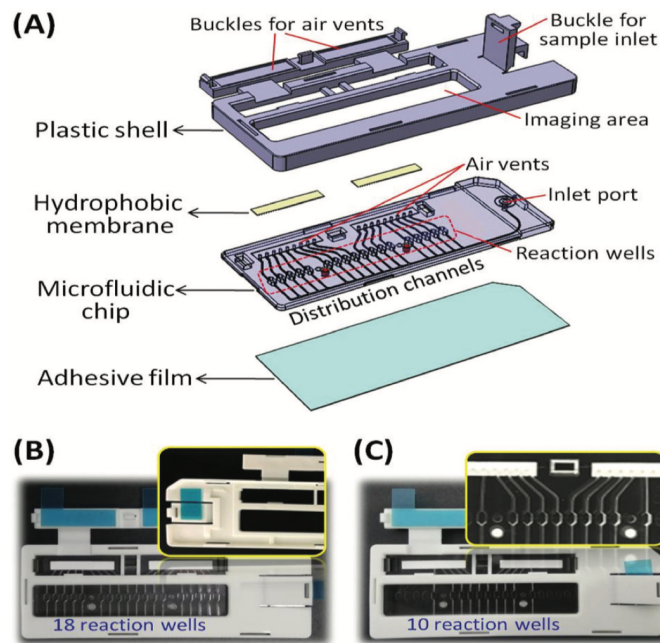 (A)
Buckles for air vents
Buckle for
sample inlet
Plastic shell
Imaging area
Air vents
Hydrophobic
membrane
Inlet port
Reaction wells
Microfluidic
chip
Distribution channels
Adhesive film
(B)
(C)
18 reaction wells
10 reaction wells